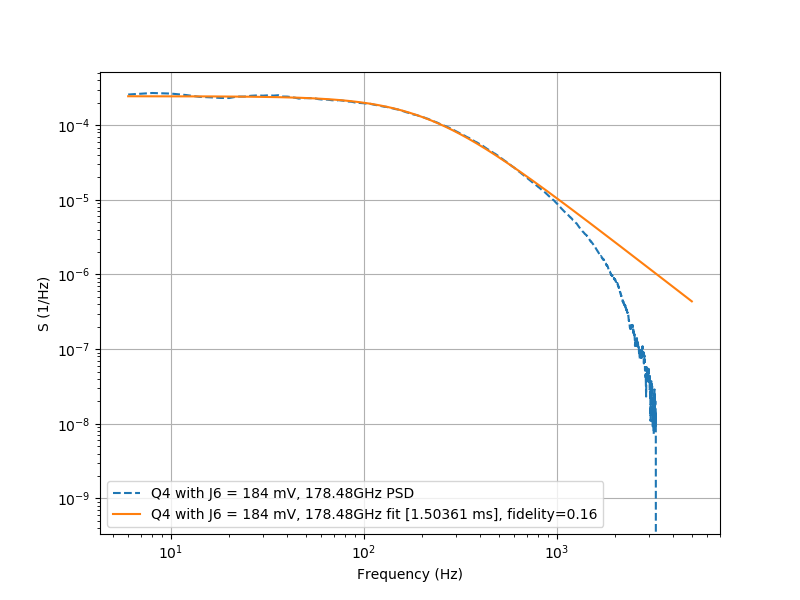 10⁻⁴
10⁻⁵
10⁻⁶
10⁻⁷
10⁻⁸
10⁻⁹
S (1/Hz)
Q4 with J6 = 184 mV, 178.48GHz PSD
Q4 with J6 = 184 mV, 178.48GHz fit [1.50361 ms], fidelity=0.16
10¹ 10² 10³
Frequency (Hz)